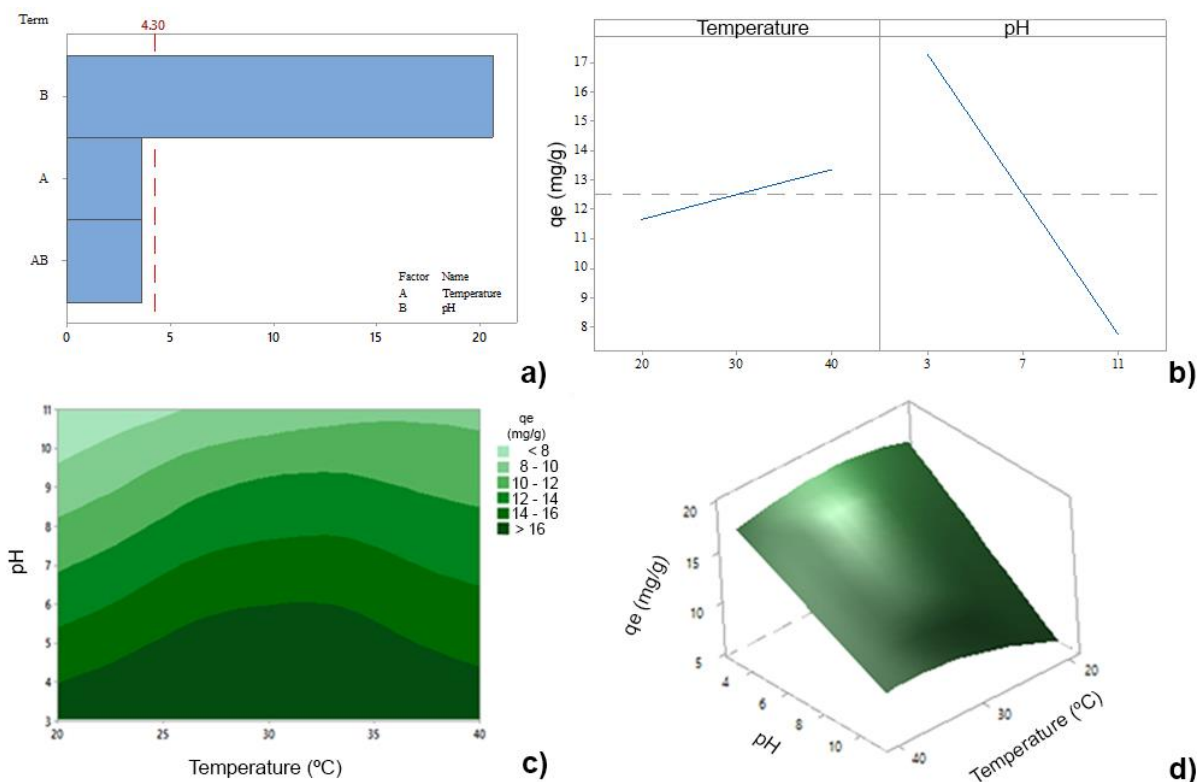 Term
4.30
B
A
AB
Factor Name
A Temperature
B pH
0 5 10 15 20
a)
Temperature pH
qe (mg/g)
17
16
15
14
13
12
11
10
9
8
20 30 40 3 7 11
b)
pH
11
10
9
8
7
6
5
4
3
20 25 30 35 40
Temperature (ºC)
qe
(mg/g)
< 8
8 - 10
10 - 12
12 - 14
14 - 16
> 16
c)
qe (mg/g)
20
15
10
5
4
6
8
10
pH
40
30
20
Temperature (ºC)
d)